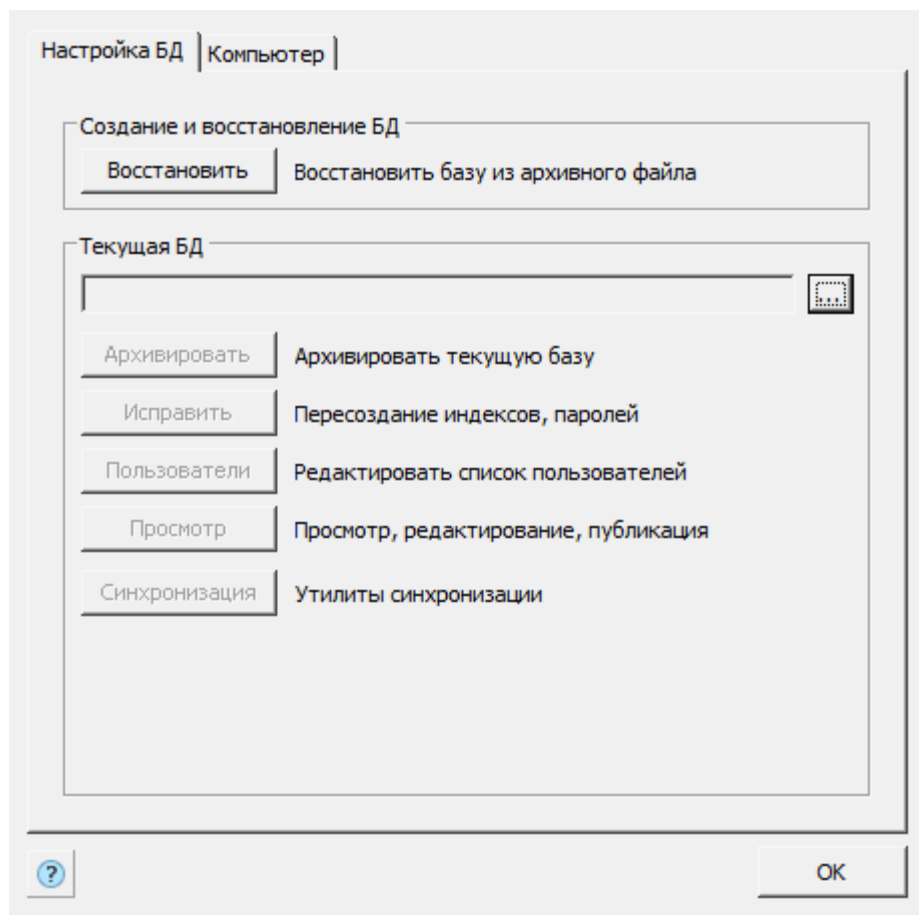 Настройка БД Компьютер
Создание и восстановление БД
Восстановить Восстановить базу из архивного файла
Текущая БД
...
Архивировать Архивировать текущую базу
Исправить Пересоздание индексов, паролей
Пользователи Редактировать список пользователей
Просмотр Просмотр, редактирование, публикация
Синхронизация Утилиты синхронизации
? OK